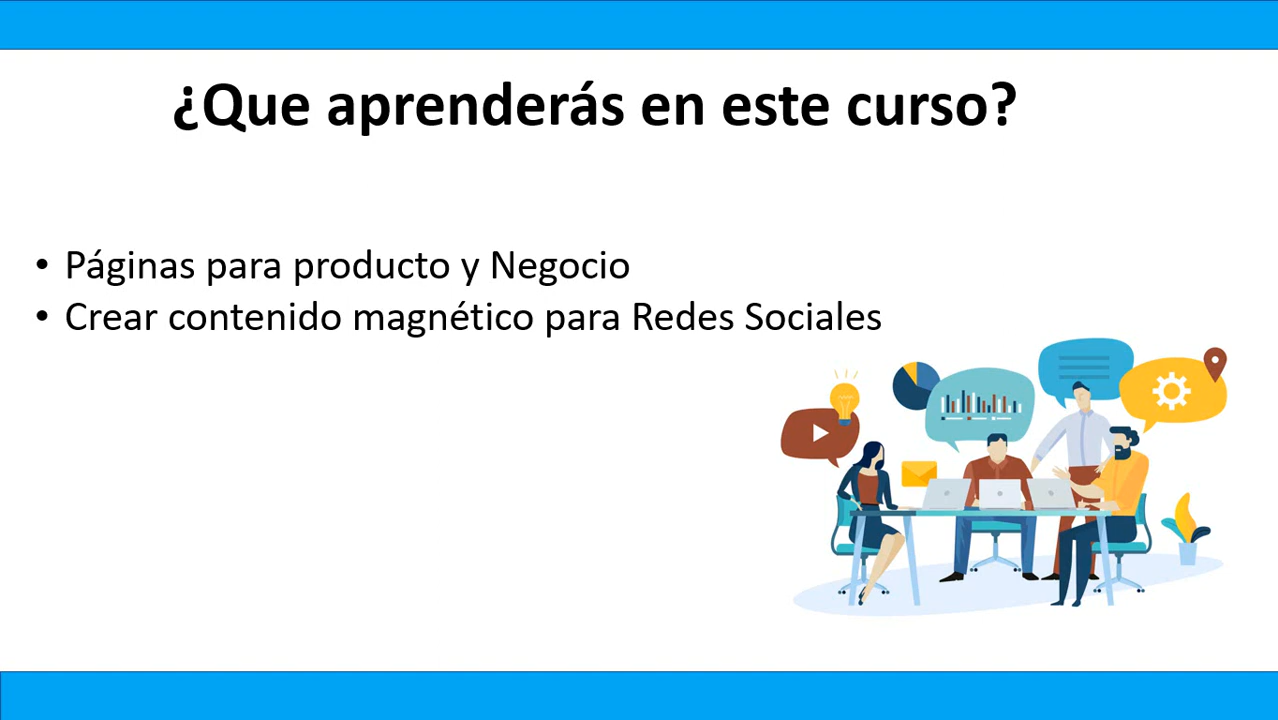 ¿Que aprenderás en este curso?
• Páginas para producto y Negocio
• Crear contenido magnético para Redes Sociales